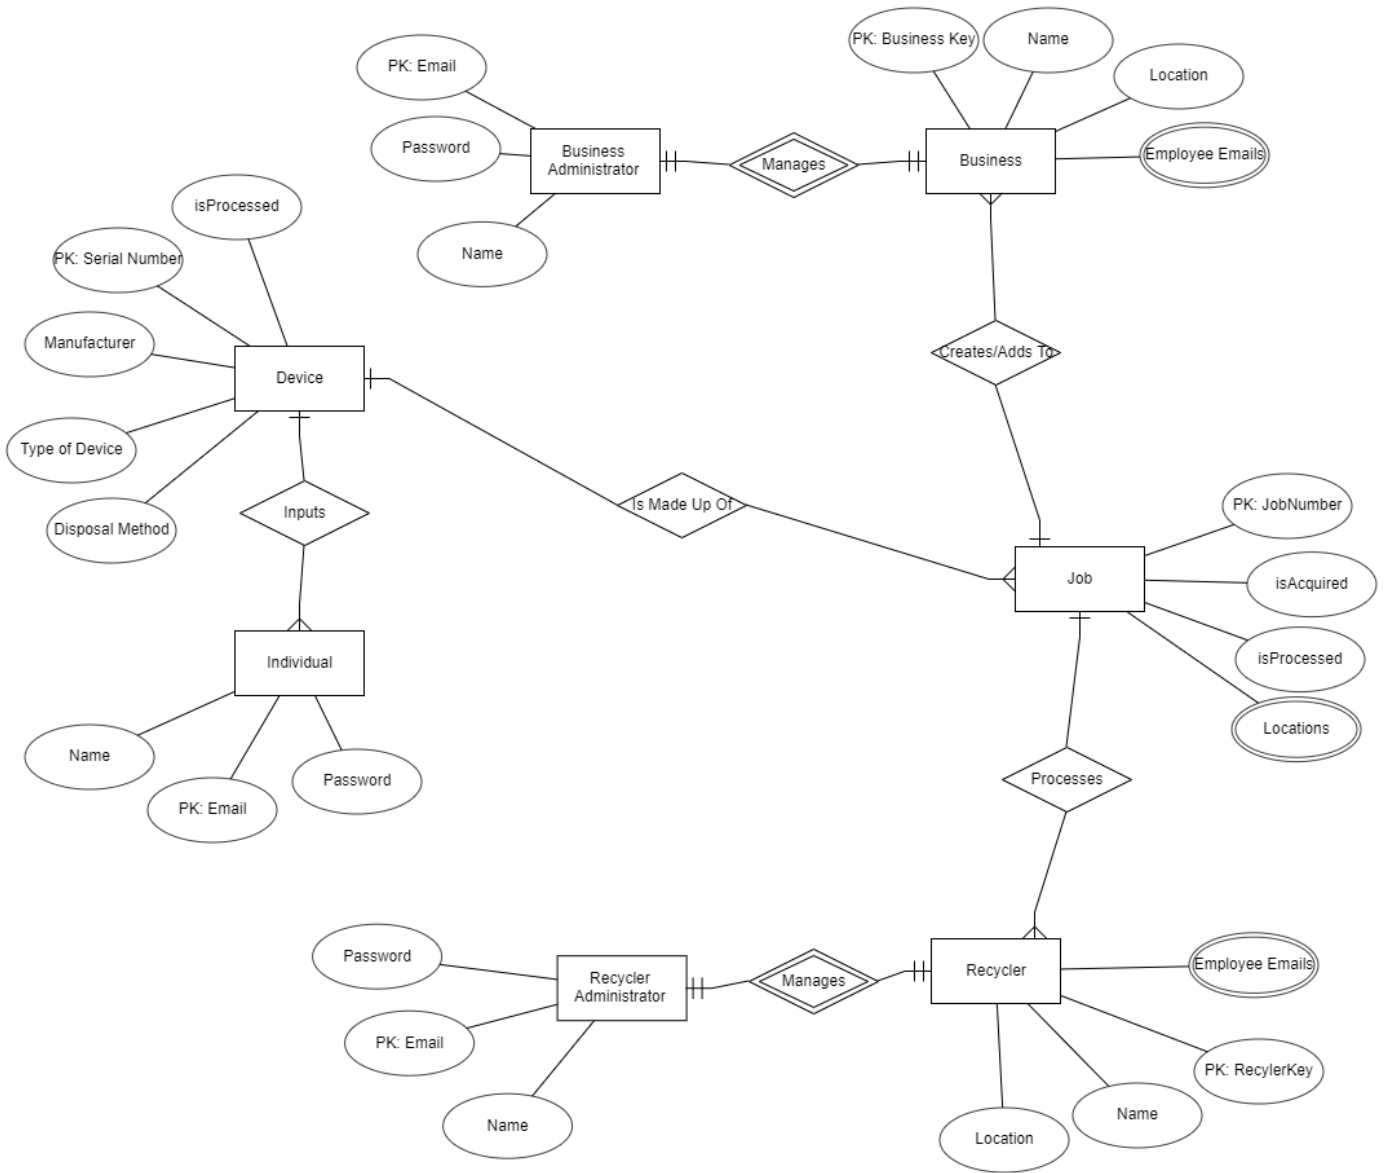 PK: Business Key
Name
PK: Email
Location
Password
Business
Administrator
Manages
Business
Employee Emails
isProcessed
Name
PK: Serial Number
Manufacturer
Device
Creates/Adds To
Type of Device
Disposal Method
Inputs
Is Made Up Of
PK: JobNumber
Job
isAcquired
Individual
isProcessed
Locations
Name
PK: Email
Password
Processes
Password
Recycler
Administrator
Manages
Recycler
Employee Emails
PK: Email
PK: RecylerKey
Name
Location
Name